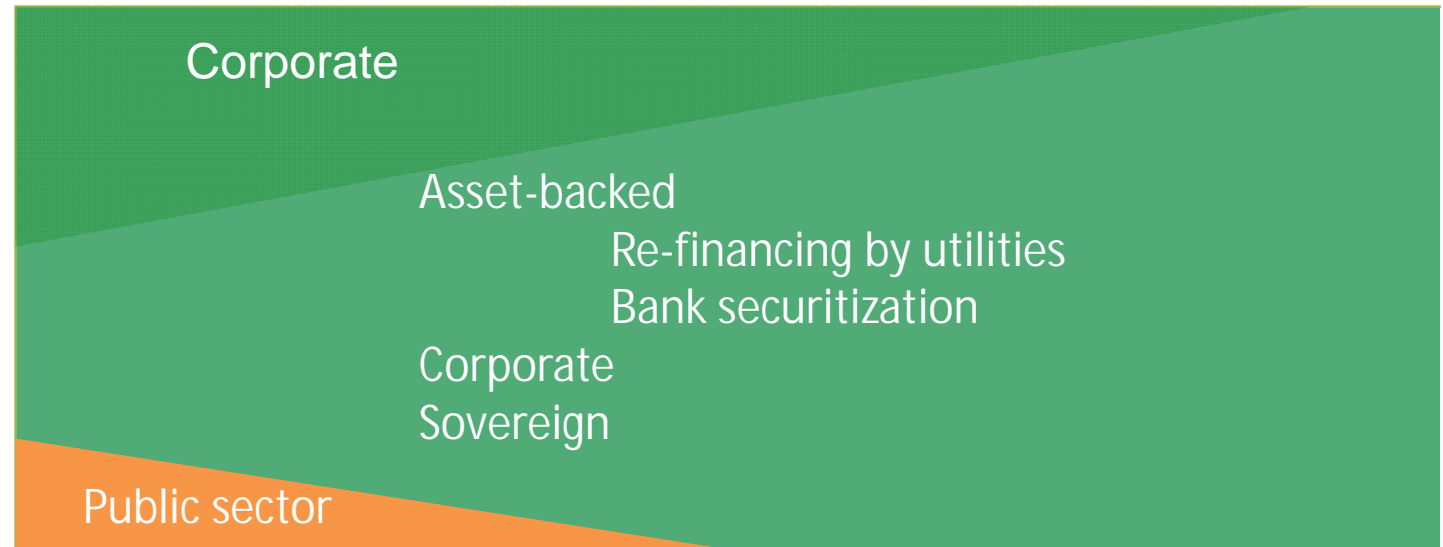 Corporate
Asset-backed
Re-financing by utilities
Bank securitization
Corporate
Sovereign
Public sector